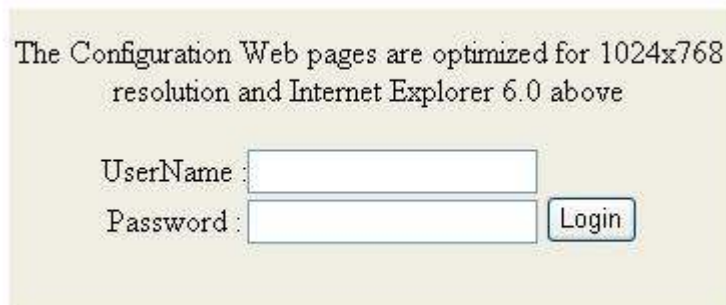 The Configuration Web pages are optimized for 1024x768
resolution and Internet Explorer 6.0 above
UserName :
Password : Login